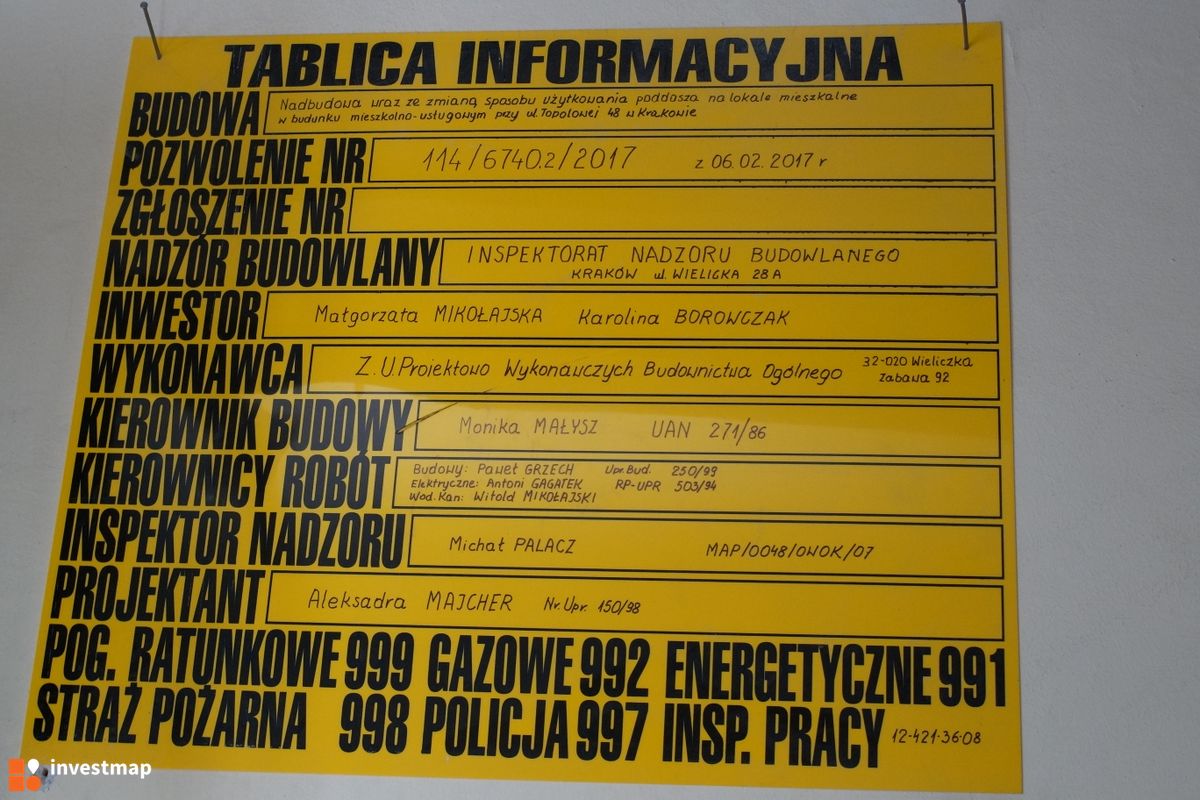 TABLICA INFORMACYJNA
BUDOWA Nadbudowa wraz ze zmianą sposobu użytkowania poddasza na lokale mieszkalne
w budunku mieszkolno-usługowym przy ul. Topolowej 48 w Krakowie
POZWOLENIE NR 114/6740.2/2017 z 06.02.2017 r
ZGŁOSZENIE NR
NADZÓR BUDOWLANY INSPEKTORAT NADZORU BUDOWLANEGO
KRAKÓW ul. WIELICKA 28 A
INWESTOR Małgorzata MIKOŁAJSKA Karolina BOROWCZAK
WYKONAWCA Z.U. Projektowo Wykonawczych Budownictwa Ogólnego 32-020 Wieliczka
Zabawa 92
KIEROWNIK BUDOWY Monika MAŁYSZ UAN 271/86
KIEROWNICY ROBÓT Budowy: Paweł GRZECH Upr. Bud. 250/99
Elektryczne: Antoni GAGATEK RP-UPR 503/94
Wod. Kan: Witold MIKOŁAJSKI
INSPEKTOR NADZORU Michał PALACZ MAP/0048/OWOK/07
PROJEKTANT Aleksadra MAJCHER Nr. Upr. 150/98
POG. RATUNKOWE 999 GAZOWE 992 ENERGETYCZNE 991
STRAŻ POŻARNA 998 POLICJA 997 INSP. PRACY 12-421-36-08
investmap